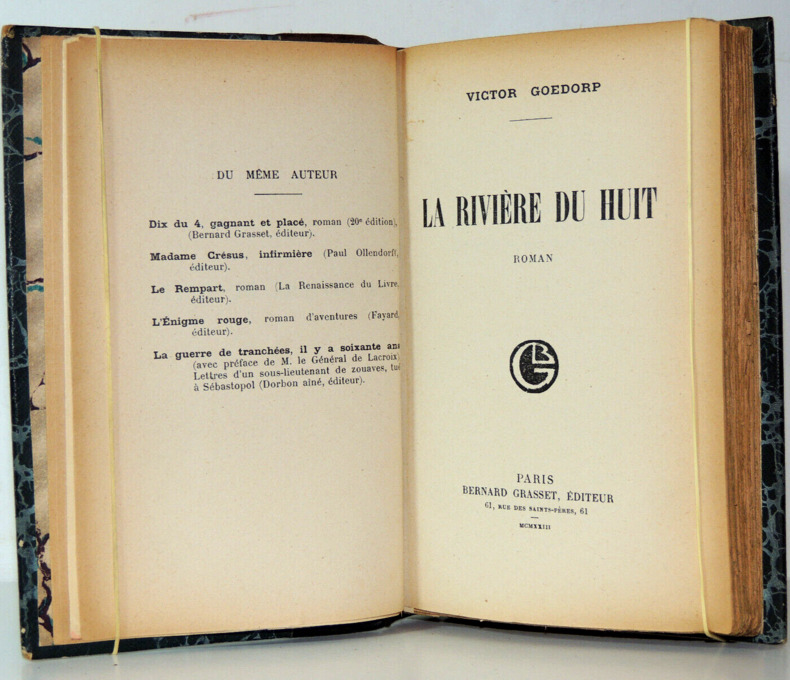 DU MÊME AUTEUR
Dix du 4, gagnant et placé, roman (20e édition),
(Bernard Grasset, éditeur).
Madame Crésus, infirmière (Paul Ollendorff,
éditeur).
Le Rempart, roman (La Renaissance du Livre,
éditeur).
L'Énigme rouge, roman d'aventures (Fayard,
éditeur).
La guerre de tranchées, il y a soixante ans
(avec préface de M. le Général de Lacroix)
Lettres d'un sous-lieutenant de zouaves, tué
à Sébastopol (Dorbon aîné, éditeur).
VICTOR GOEDORP
LA RIVIÈRE DU HUIT
ROMAN
BG
PARIS
BERNARD GRASSET, ÉDITEUR
61, RUE DES SAINTS-PÈRES, 61
MCMXXIII